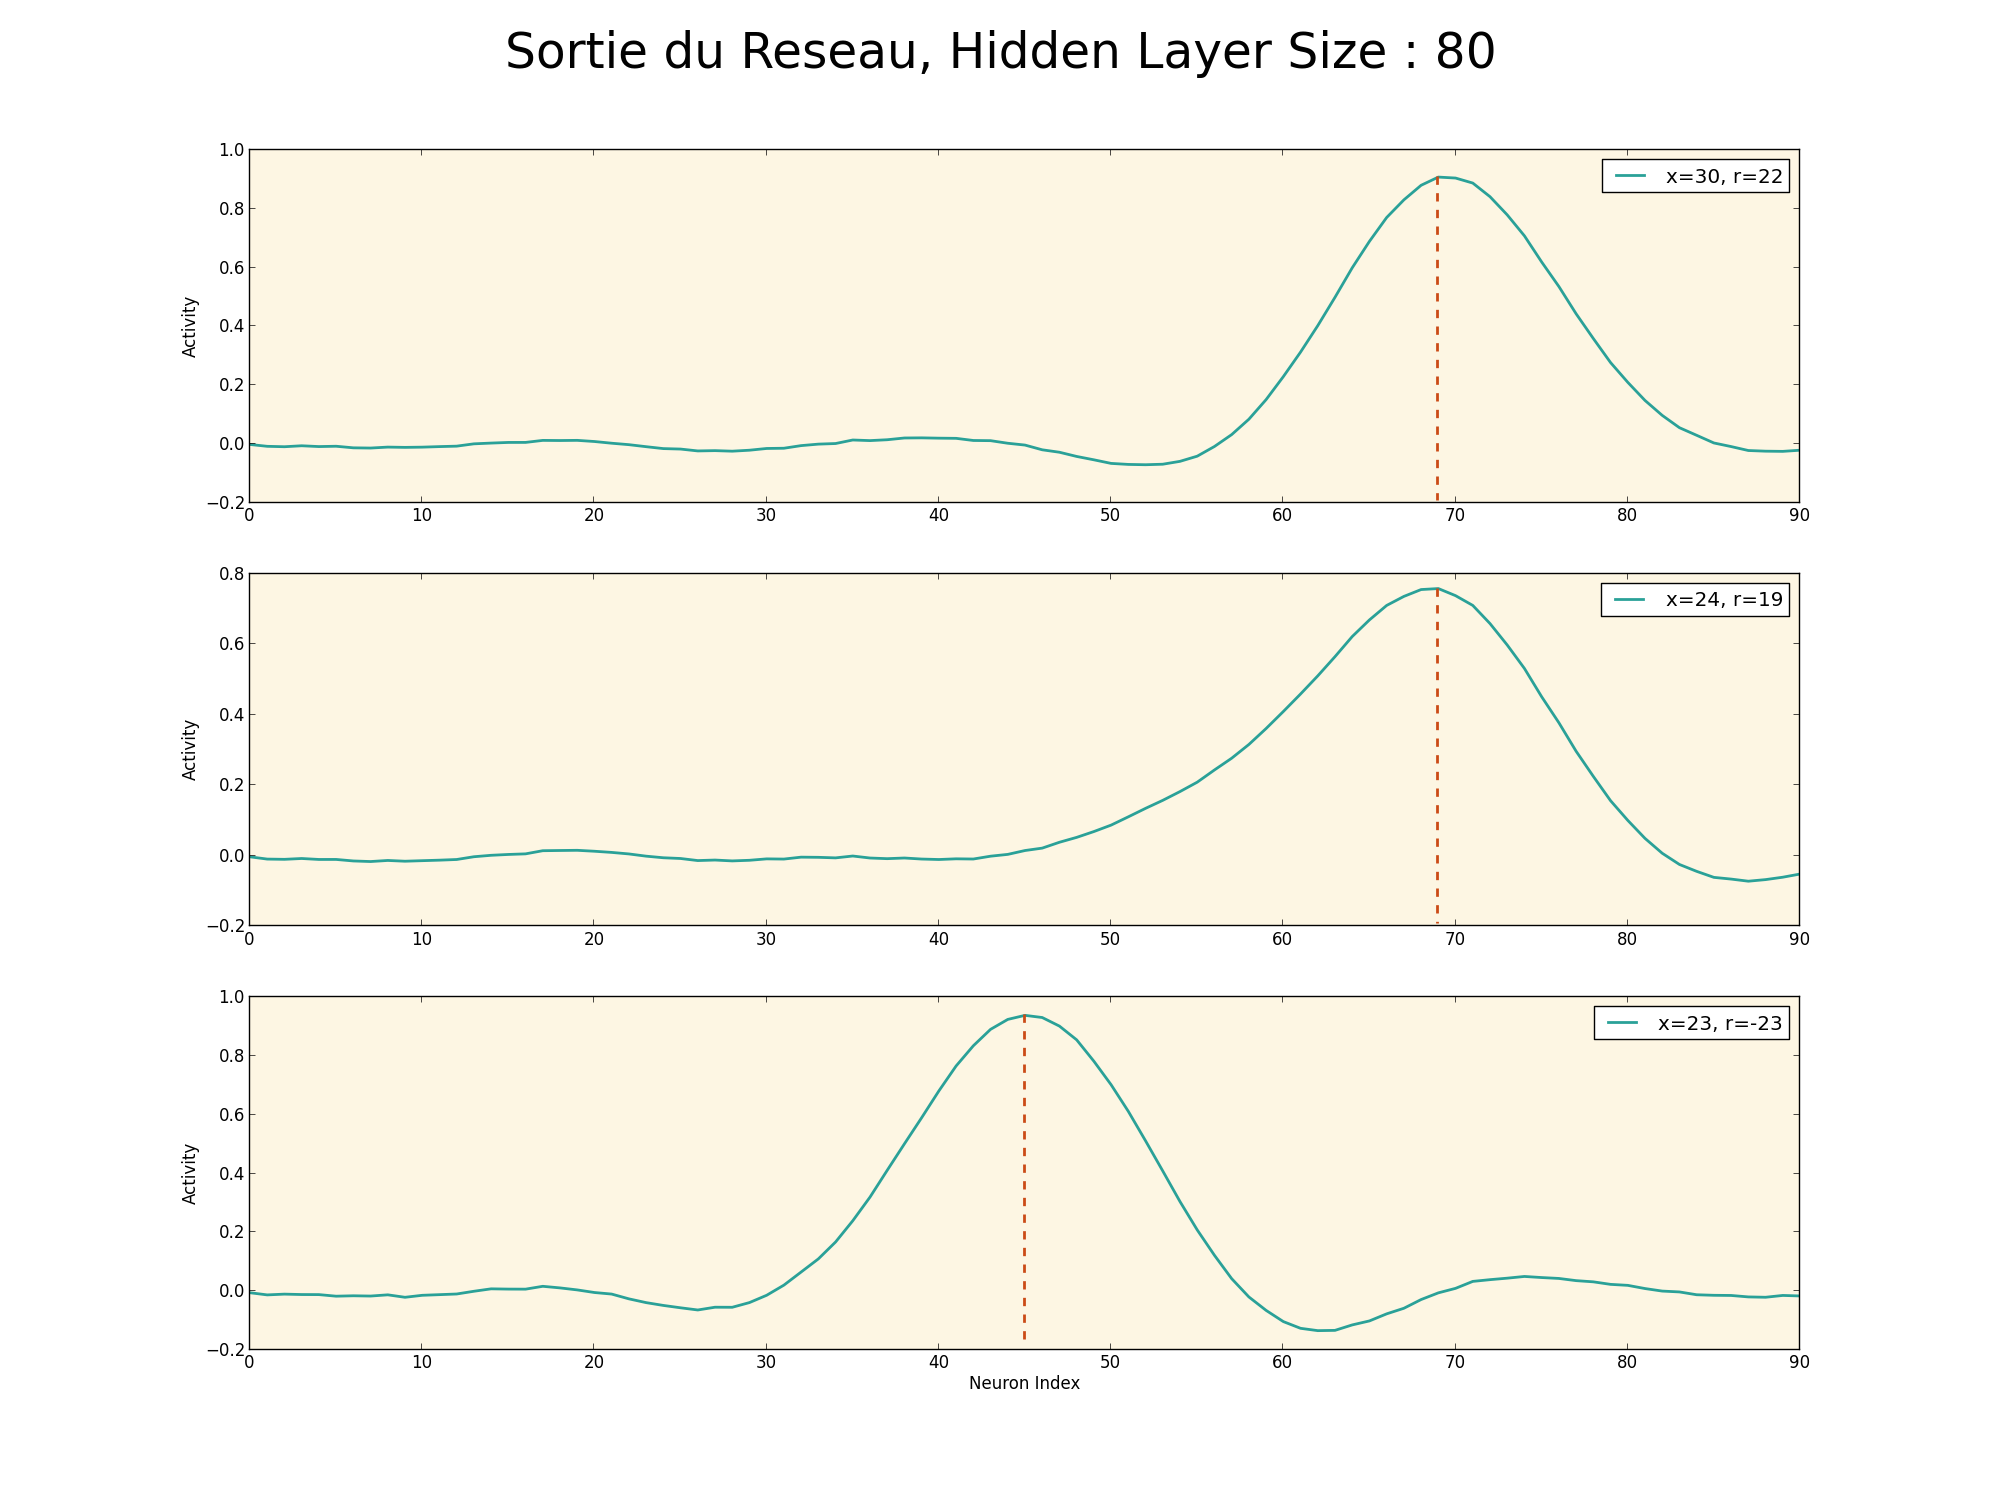 Sortie du Reseau, Hidden Layer Size : 80
1.0
0.8
0.6
0.4
0.2
0.0
−0.2
Activity
x=30, r=22
0 10 20 30 40 50 60 70 80 90
0.8
0.6
0.4
0.2
0.0
−0.2
Activity
x=24, r=19
0 10 20 30 40 50 60 70 80 90
1.0
0.8
0.6
0.4
0.2
0.0
−0.2
Activity
x=23, r=-23
0 10 20 30 40 50 60 70 80 90
Neuron Index